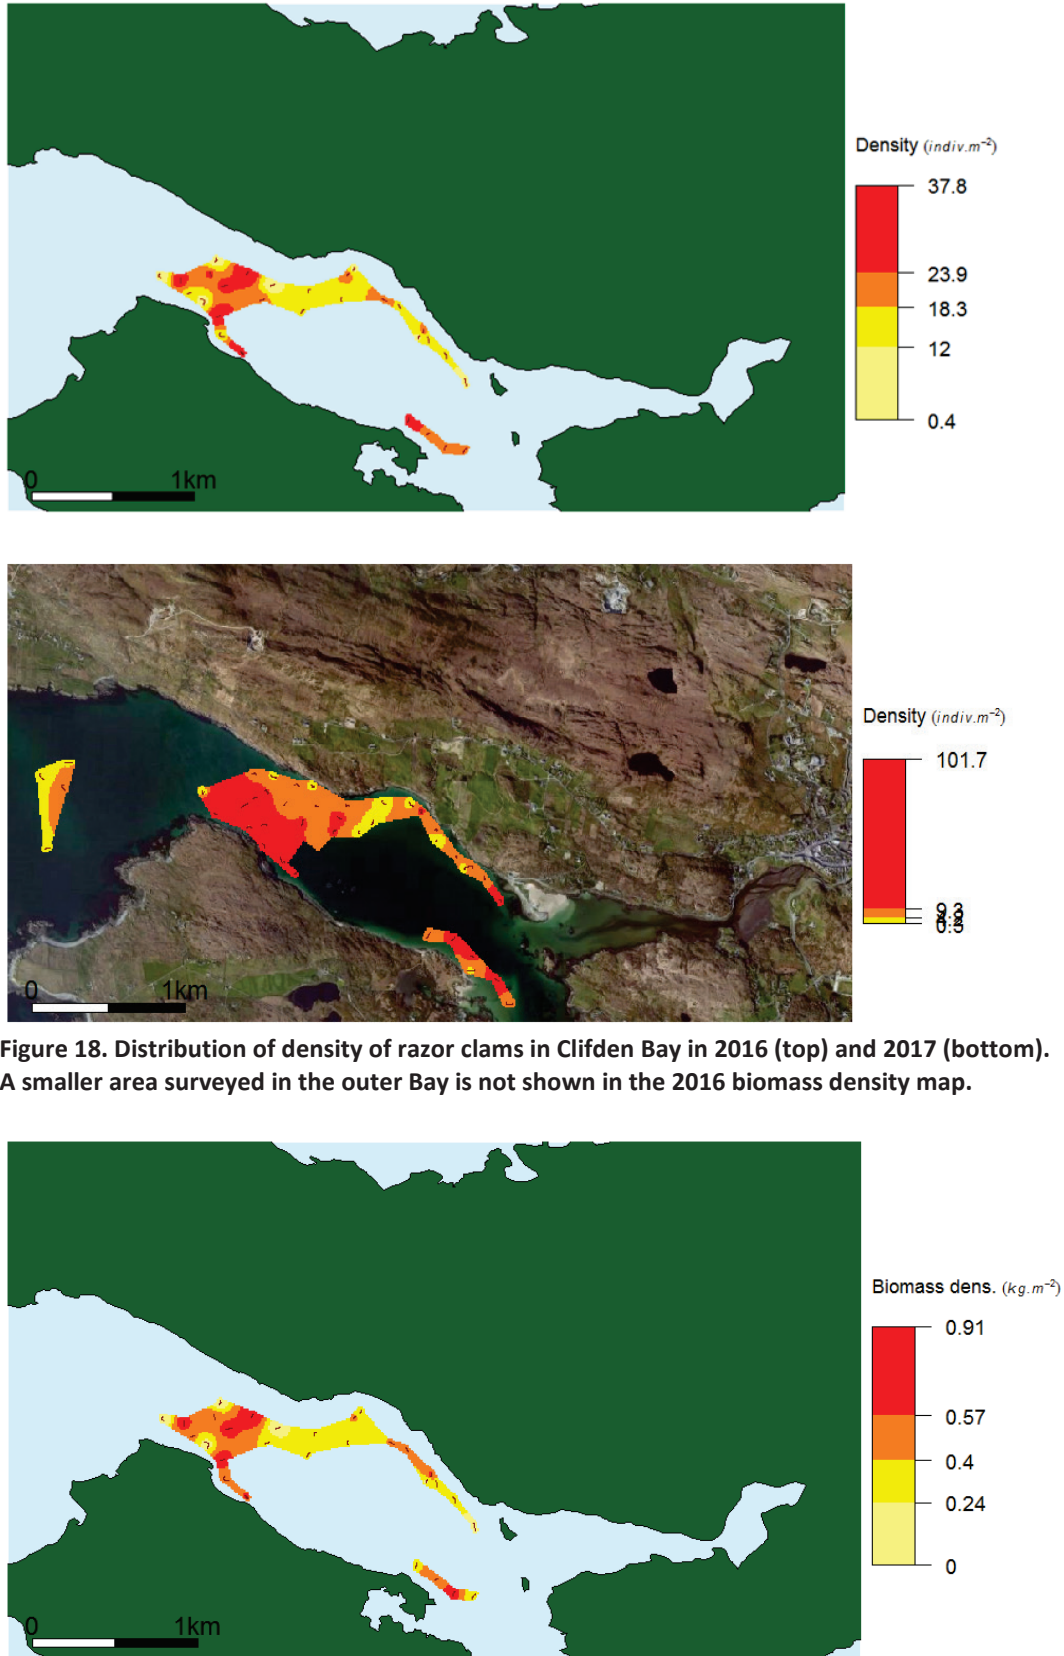 Density (indiv.m⁻²)
37.8
23.9
18.3
12
0.4
0 1km
Density (indiv.m⁻²)
101.7
9.3
0.5
0 1km
Figure 18. Distribution of density of razor clams in Clifden Bay in 2016 (top) and 2017 (bottom).
A smaller area surveyed in the outer Bay is not shown in the 2016 biomass density map.
Biomass dens. (kg.m⁻²)
0.91
0.57
0.4
0.24
0
0 1km